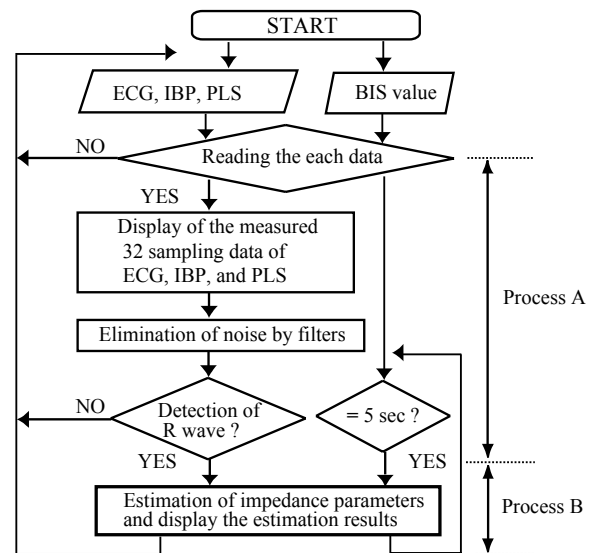 START
ECG, IBP, PLS
BIS value
NO
Reading the each data
YES
Display of the measured
32 sampling data of
ECG, IBP, and PLS
Process A
Elimination of noise by filters
NO
Detection of
R wave ?
= 5 sec ?
YES
YES
Estimation of impedance parameters
and display the estimation results
Process B